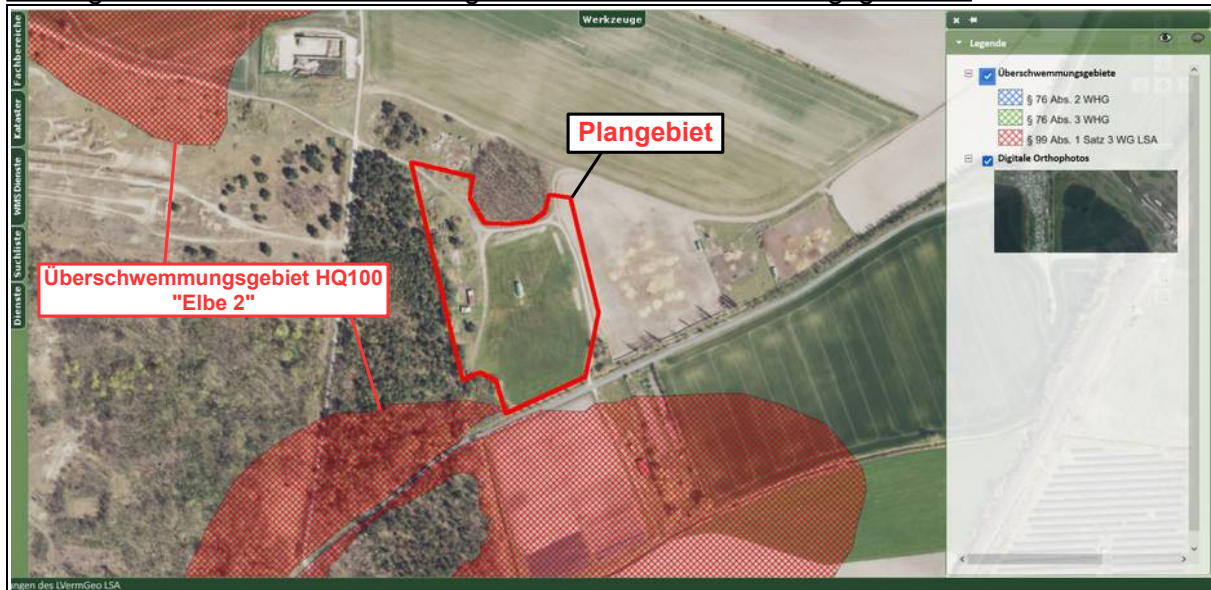 Werkzeuge
Fachbereiche
Kataster
WMS Dienste
Suchliste
Dienste
Plangebiet
Überschwemmungsgebiet HQ100
"Elbe 2"
Legende
Überschwemmungsgebiete
§ 76 Abs. 2 WHG
§ 76 Abs. 3 WHG
§ 99 Abs. 1 Satz 3 WG LSA
Digitale Orthophotos
ungen des LVermGeo LSA